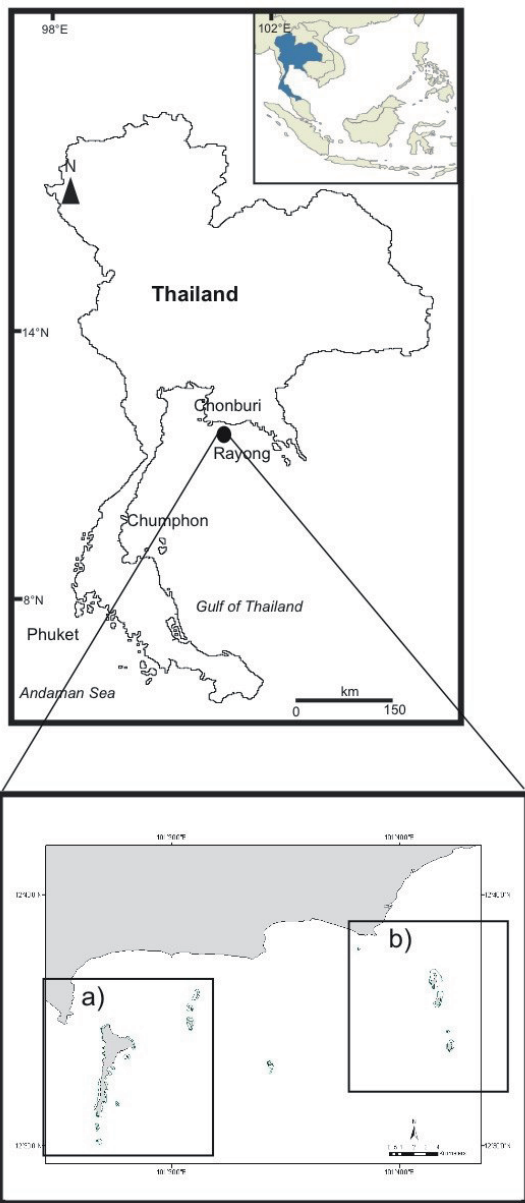 98°E
102°E
N
Thailand
14°N
Chonburi
Rayong
Chumphon
8°N
Gulf of Thailand
Phuket
Andaman Sea
km
0 150
a)
b)